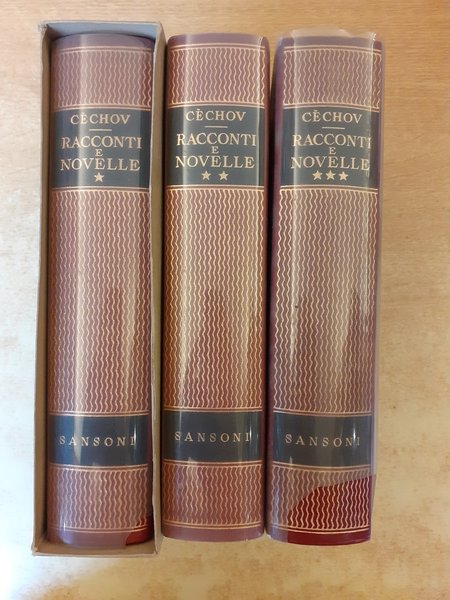 CÈCHOV
RACCONTI
E
NOVELLE
★
SANSONI
CÈCHOV
RACCONTI
E
NOVELLE
★★
SANSONI
CÈCHOV
RACCONTI
E
NOVELLE
★★★
SANSONI